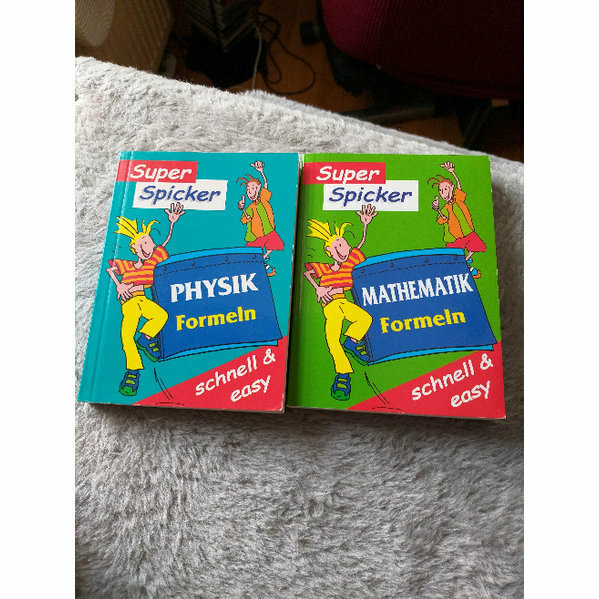 Super
Spicker
PHYSIK
Formeln
schnell &
easy
Super
Spicker
MATHEMATIK
Formeln
schnell &
easy